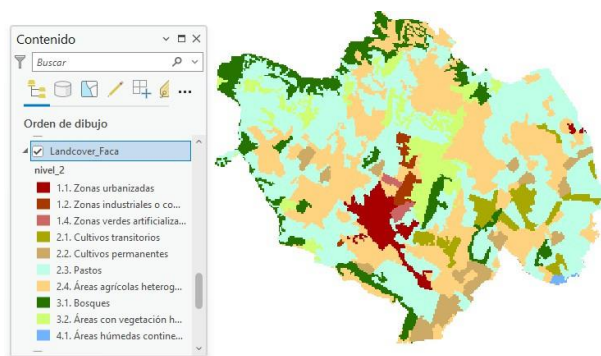 Contenido
Buscar
Orden de dibujo
Landcover_Faca
nivel_2
1.1. Zonas urbanizadas
1.2. Zonas industriales o co...
1.4. Zonas verdes artificializa...
2.1. Cultivos transitorios
2.2. Cultivos permanentes
2.3. Pastos
2.4. Áreas agrícolas heterog...
3.1. Bosques
3.2. Áreas con vegetación h...
4.1. Áreas húmedas contine...